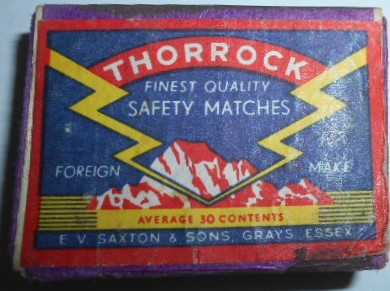 THORROCK
FINEST QUALITY
SAFETY MATCHES
FOREIGN MAKE
AVERAGE 30 CONTENTS
E. V. SAXTON & SONS, GRAYS, ESSEX